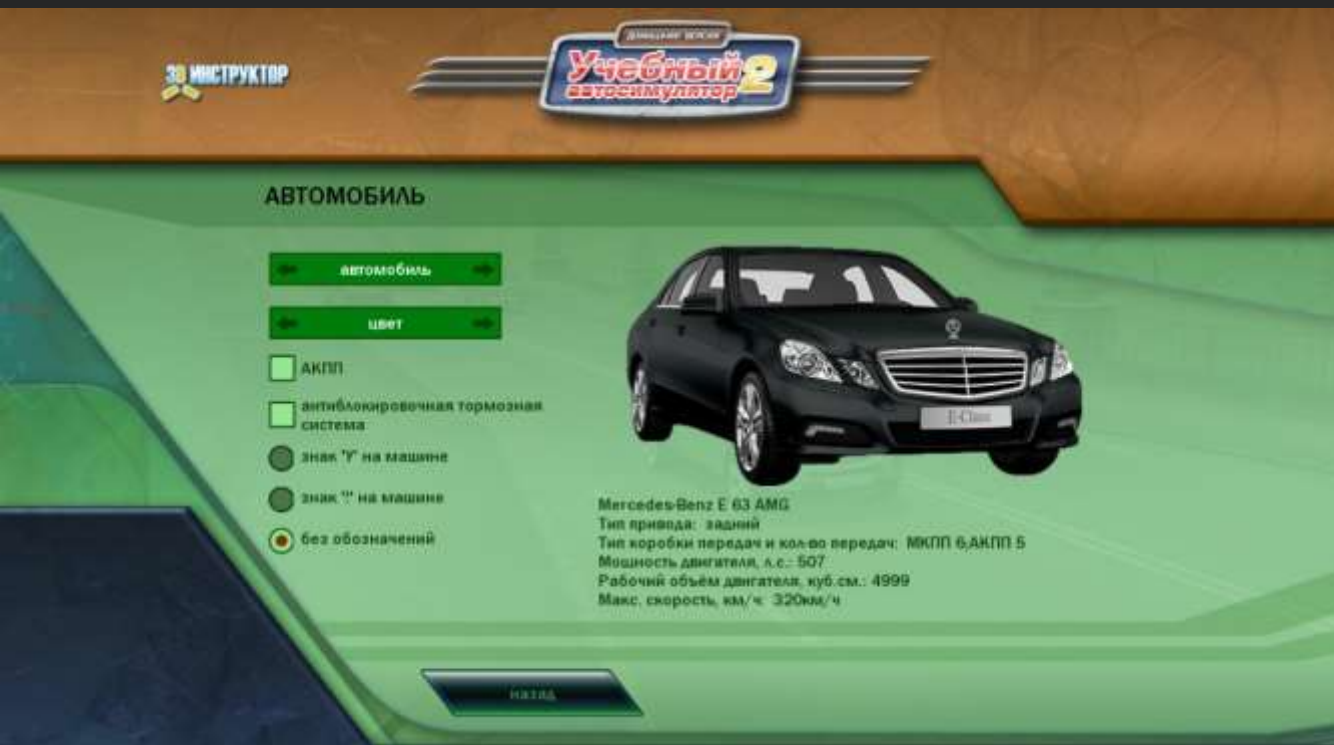 3D ИНСТРУКТОР
ДОМАШНЯЯ ВЕРСИЯ
Учебный 2
автосимулятор
АВТОМОБИЛЬ
автомобиль
цвет
АКПП
антиблокировочная тормозная
система
знак "У" на машине
знак "!" на машине
без обозначений
E-Class
Mercedes-Benz E 63 AMG
Тип привода: задний
Тип коробки передач и кол-во передач: МКПП 6,АКПП 5
Мощность двигателя, л.с.: 507
Рабочий объём двигателя, куб.см.: 4999
Макс. скорость, км/ч: 320км/ч
назад